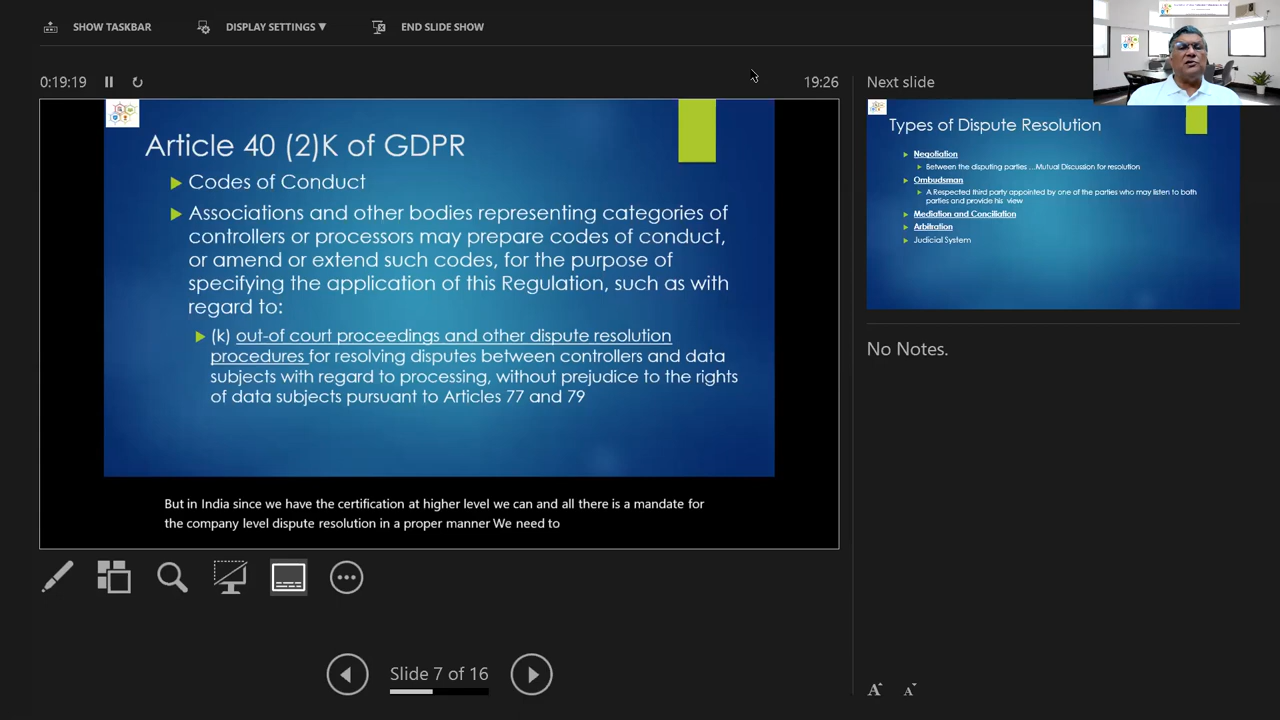 SHOW TASKBAR
DISPLAY SETTINGS ▼
END SLIDE SHOW
0:19:19
19:26
Article 40 (2)K of GDPR
Codes of Conduct
Associations and other bodies representing categories of
controllers or processors may prepare codes of conduct,
or amend or extend such codes, for the purpose of
specifying the application of this Regulation, such as with
regard to:
(k) out-of court proceedings and other dispute resolution
procedures for resolving disputes between controllers and data
subjects with regard to processing, without prejudice to the rights
of data subjects pursuant to Articles 77 and 79
But in India since we have the certification at higher level we can and all there is a mandate for
the company level dispute resolution in a proper manner We need to
Slide 7 of 16
Next slide
Types of Dispute Resolution
Negotiation
Between the disputing parties ...Mutual Discussion for resolution
Ombudsman
A Respected third party appointed by one of the parties who may listen to both
parties and provide his view
Mediation and Conciliation
Arbitration
Judicial System
No Notes.
A A